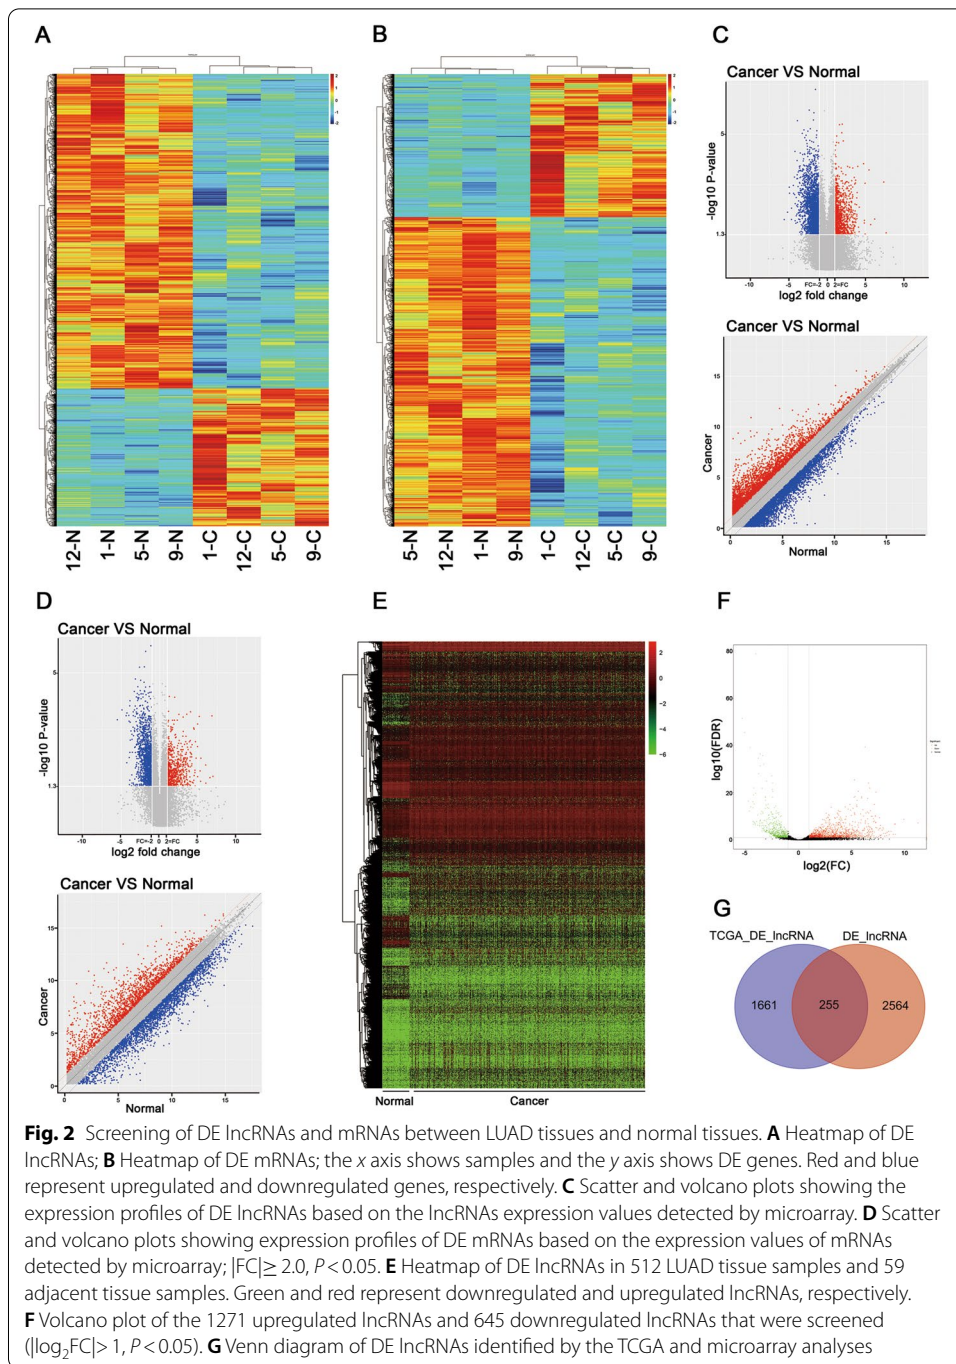 A
2
1
0
-1
-2
12-N
1-N
5-N
9-N
1-C
12-C
5-C
9-C
B
2
1
0
-1
-2
5-N
12-N
1-N
9-N
1-C
12-C
5-C
9-C
C
Cancer VS Normal
-log10 P-value
5
1.3
-10
-5
FC=-2
0
2=FC
5
10
log2 fold change
Cancer VS Normal
Cancer
15
10
5
0
0
5
10
15
Normal
D
Cancer VS Normal
-log10 P-value
5
1.3
-10
-5
FC=-2
0
2=FC
5
10
log2 fold change
Cancer VS Normal
Cancer
15
10
5
0
0
5
10
15
Normal
E
2
0
-2
-4
-6
Normal
Cancer
F
log10(FDR)
80
60
40
20
0
-5
0
5
10
log2(FC)
G
TCGA_DE_lncRNA
DE_lncRNA
1661
255
2564
Fig. 2 Screening of DE lncRNAs and mRNAs between LUAD tissues and normal tissues. A Heatmap of DE
lncRNAs; B Heatmap of DE mRNAs; the x axis shows samples and the y axis shows DE genes. Red and blue
represent upregulated and downregulated genes, respectively. C Scatter and volcano plots showing the
expression profiles of DE lncRNAs based on the lncRNAs expression values detected by microarray. D Scatter
and volcano plots showing expression profiles of DE mRNAs based on the expression values of mRNAs
detected by microarray; |FC| ≥ 2.0, P < 0.05. E Heatmap of DE lncRNAs in 512 LUAD tissue samples and 59
adjacent tissue samples. Green and red represent downregulated and upregulated lncRNAs, respectively.
F Volcano plot of the 1271 upregulated lncRNAs and 645 downregulated lncRNAs that were screened
(|log₂FC| > 1, P < 0.05). G Venn diagram of DE lncRNAs identified by the TCGA and microarray analyses